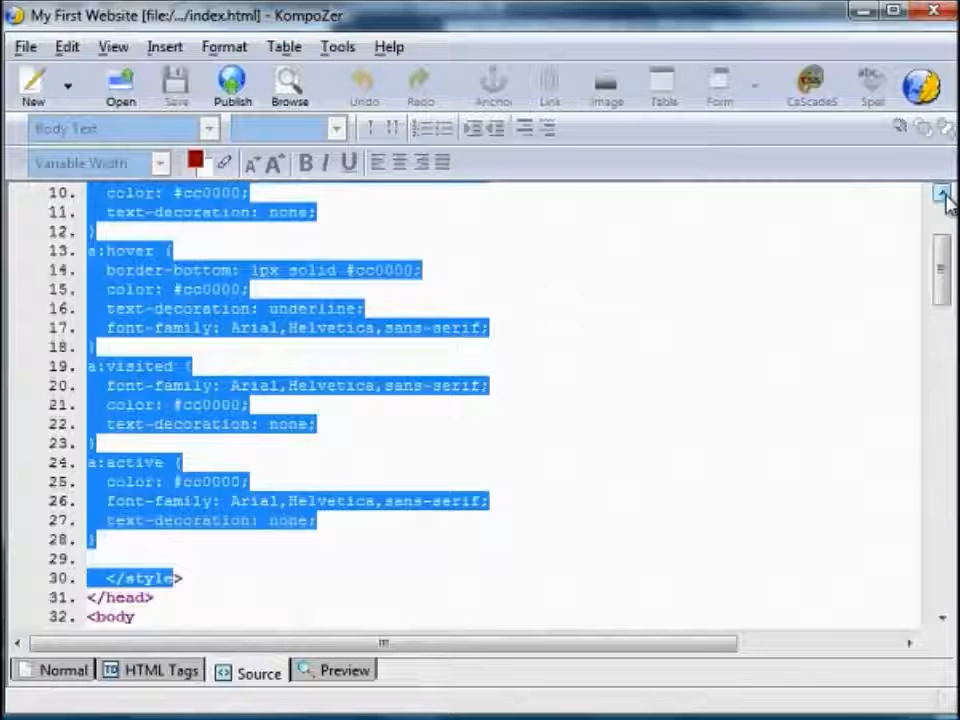 My First Website [file:/.../index.html] - KompoZer
File Edit View Insert Format Table Tools Help
New Open Save Publish Browse Undo Redo Anchor Link Image Table Form CaScadeS Spell
Body Text
Variable Width
10. color: #cc0000;
11. text-decoration: none;
12. }
13. a:hover {
14. border-bottom: 1px solid #cc0000;
15. color: #cc0000;
16. text-decoration: underline;
17. font-family: Arial,Helvetica,sans-serif;
18. }
19. a:visited {
20. font-family: Arial,Helvetica,sans-serif;
21. color: #cc0000;
22. text-decoration: none;
23. }
24. a:active {
25. color: #cc0000;
26. font-family: Arial,Helvetica,sans-serif;
27. text-decoration: none;
28. }
29.
30. </style>
31. </head>
32. <body
Normal HTML Tags Source Preview